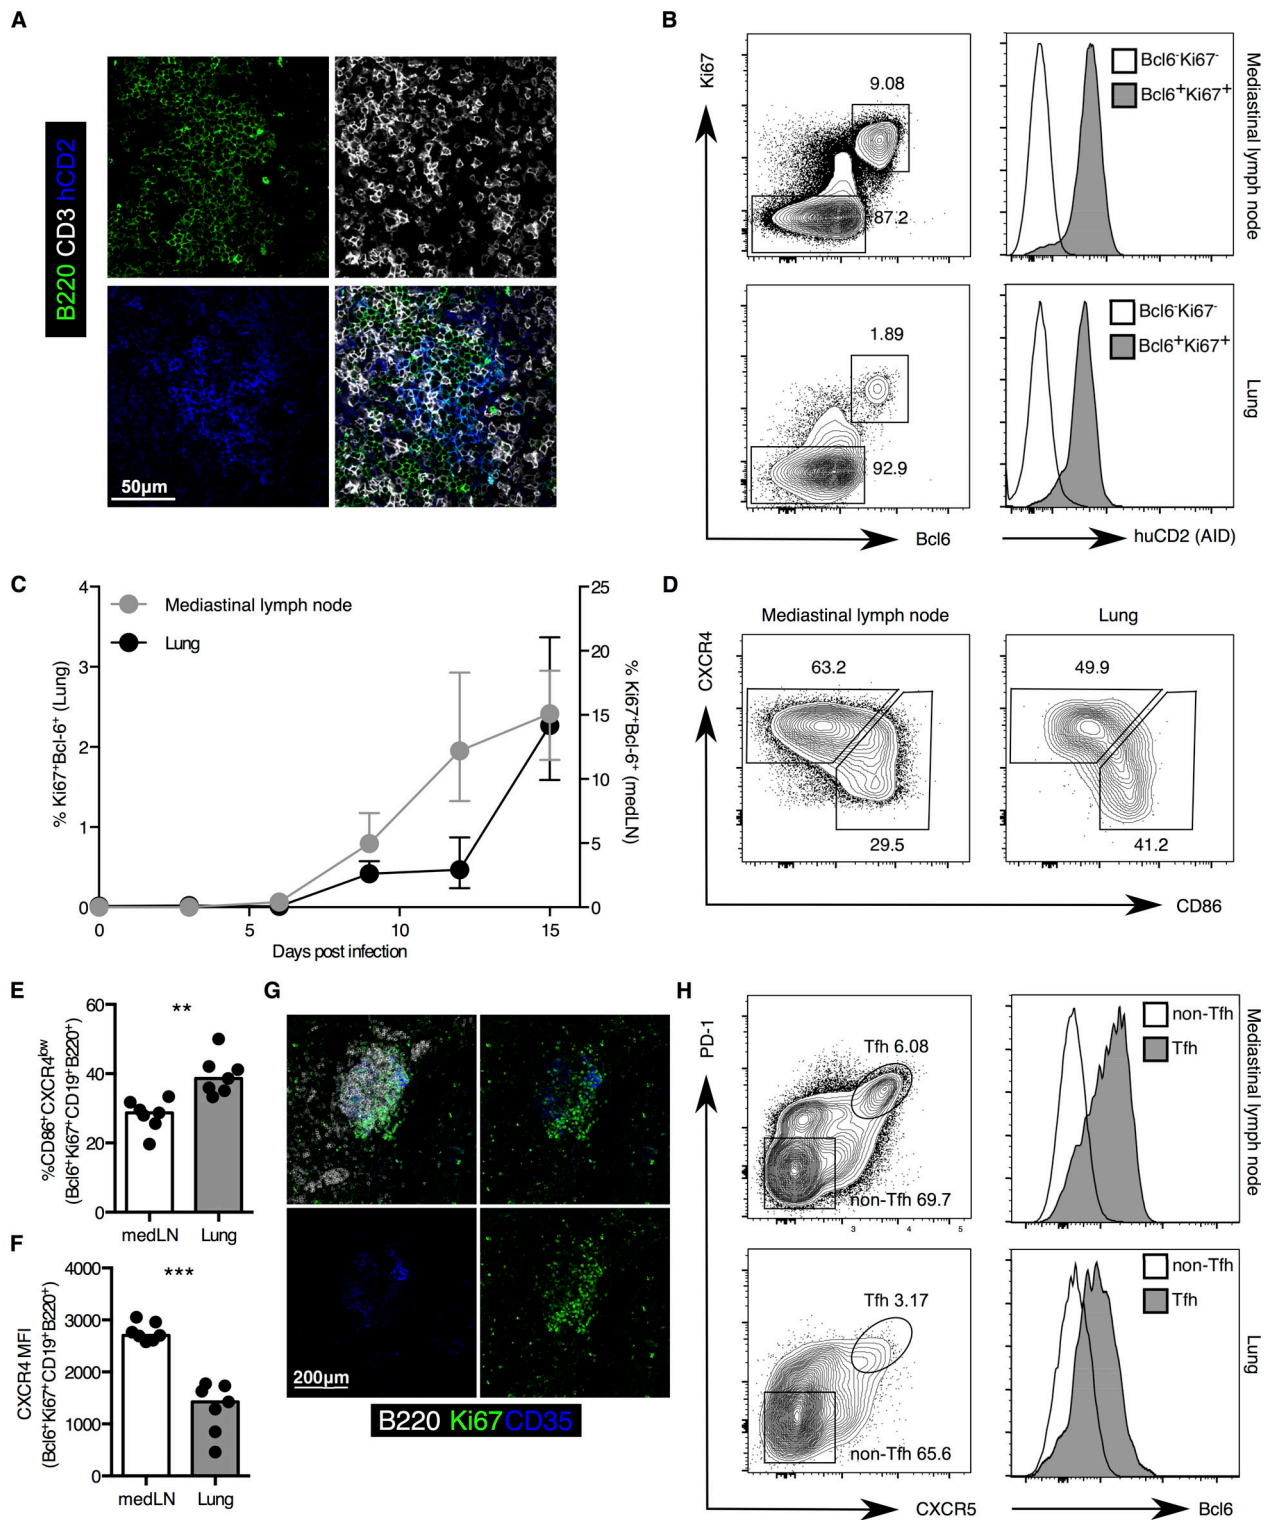 A
B220 CD3 hCD2
50µm
B
Ki67
9.08
87.2
Bcl6⁻Ki67⁻
Bcl6⁺Ki67⁺
Mediastinal lymph node
1.89
92.9
Bcl6⁻Ki67⁻
Bcl6⁺Ki67⁺
Lung
Bcl6
huCD2 (AID)
C
Mediastinal lymph node
Lung
4
3
2
1
0
% Ki67⁺Bcl-6⁺ (Lung)
25
20
15
10
5
0
% Ki67⁺Bcl-6⁺ (medLN)
0
5
10
15
Days post infection
D
Mediastinal lymph node
Lung
CXCR4
63.2
29.5
49.9
41.2
CD86
E
60
40
20
0
**
%CD86⁺CXCR4ˡᵒʷ
(Bcl6⁺Ki67⁺CD19⁺B220⁺)
medLN
Lung
F
4000
3000
2000
1000
0
***
CXCR4 MFI
(Bcl6⁺Ki67⁺CD19⁺B220⁺)
medLN
Lung
G
200µm
B220 Ki67 CD35
H
PD-1
Tfh 6.08
non-Tfh 69.7
3
4
5
non-Tfh
Tfh
Mediastinal lymph node
Tfh 3.17
non-Tfh 65.6
non-Tfh
Tfh
Lung
CXCR5
Bcl6